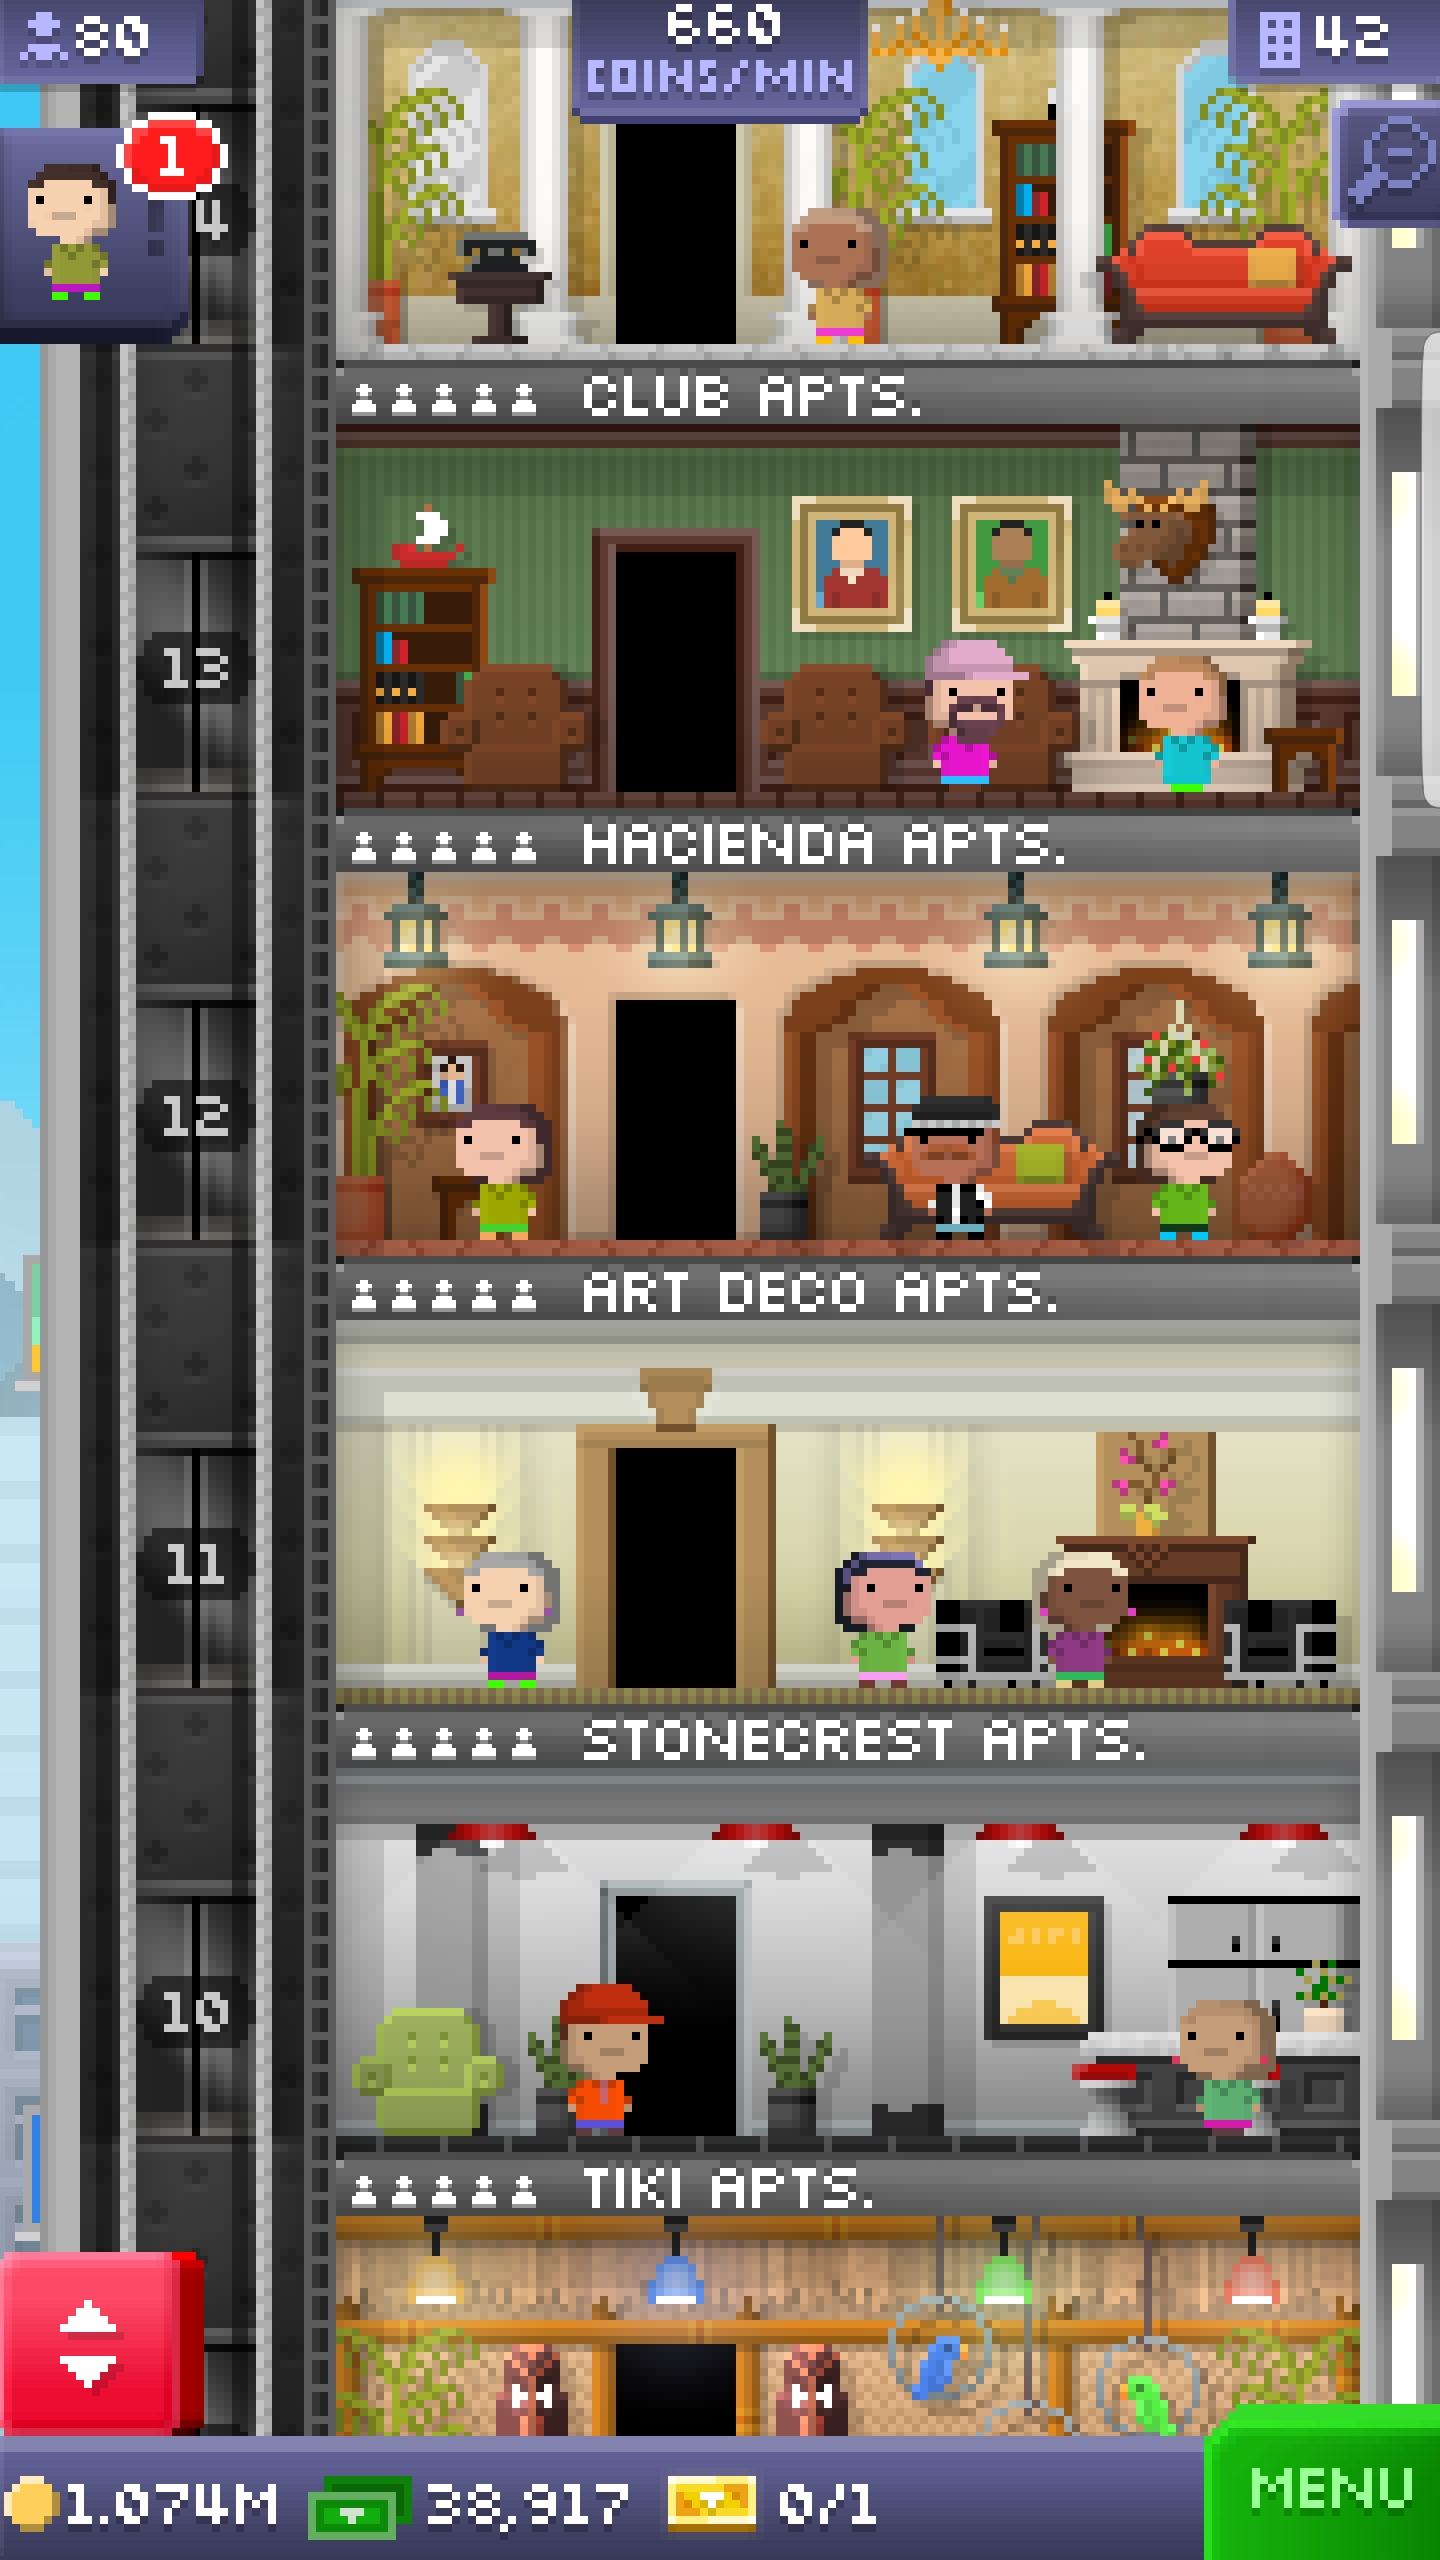 80
660
COINS/MIN
42
1
4
CLUB APTS.
13
HACIENDA APTS.
12
ART DECO APTS.
11
STONECREST APTS.
10
TIKI APTS.
1.074M
38,917
0/1
MENU